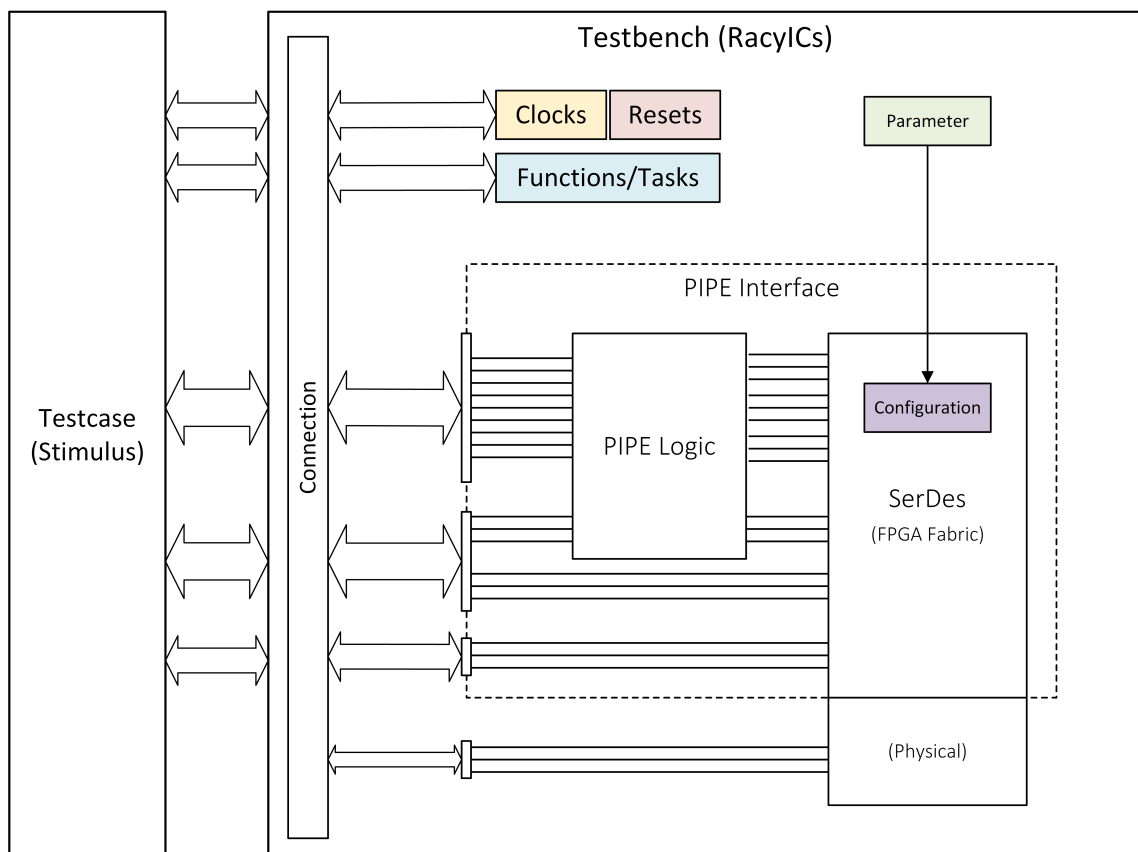 Testbench (RacyICs)
Clocks
Resets
Parameter
Functions/Tasks
PIPE Interface
Configuration
Testcase
(Stimulus)
Connection
PIPE Logic
SerDes
(FPGA Fabric)
(Physical)